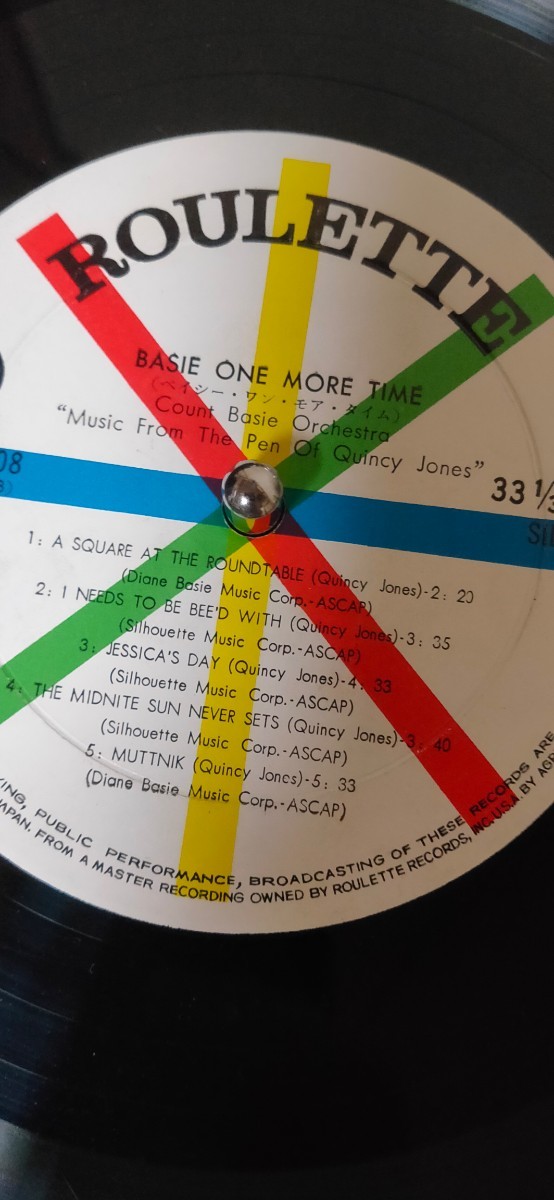 ROULETTE
BASIE ONE MORE TIME
(ベイシー・ワン・モア・タイム)
Count Basie Orchestra
"Music From The Pen Of Quincy Jones"
08
33 1/3
3)
1: A SQUARE AT THE ROUNDTABLE (Quincy Jones)-2: 20
(Diane Basie Music Corp.-ASCAP)
2: I NEEDS TO BE BEE'D WITH (Quincy Jones)-3: 35
(Silhouette Music Corp.-ASCAP)
3: JESSICA'S DAY (Quincy Jones)-4: 33
(Silhouette Music Corp.-ASCAP)
4: THE MIDNITE SUN NEVER SETS (Quincy Jones)-3: 40
(Silhouette Music Corp.-ASCAP)
5: MUTTNIK (Quincy Jones)-5: 33
(Diane Basie Music Corp.-ASCAP)
PUBLIC PERFORMANCE, BROADCASTING OF THESE RECORDS ARE
JAPAN. FROM A MASTER RECORDING OWNED BY ROULETTE RECORDS, INC. U.S.A. BY